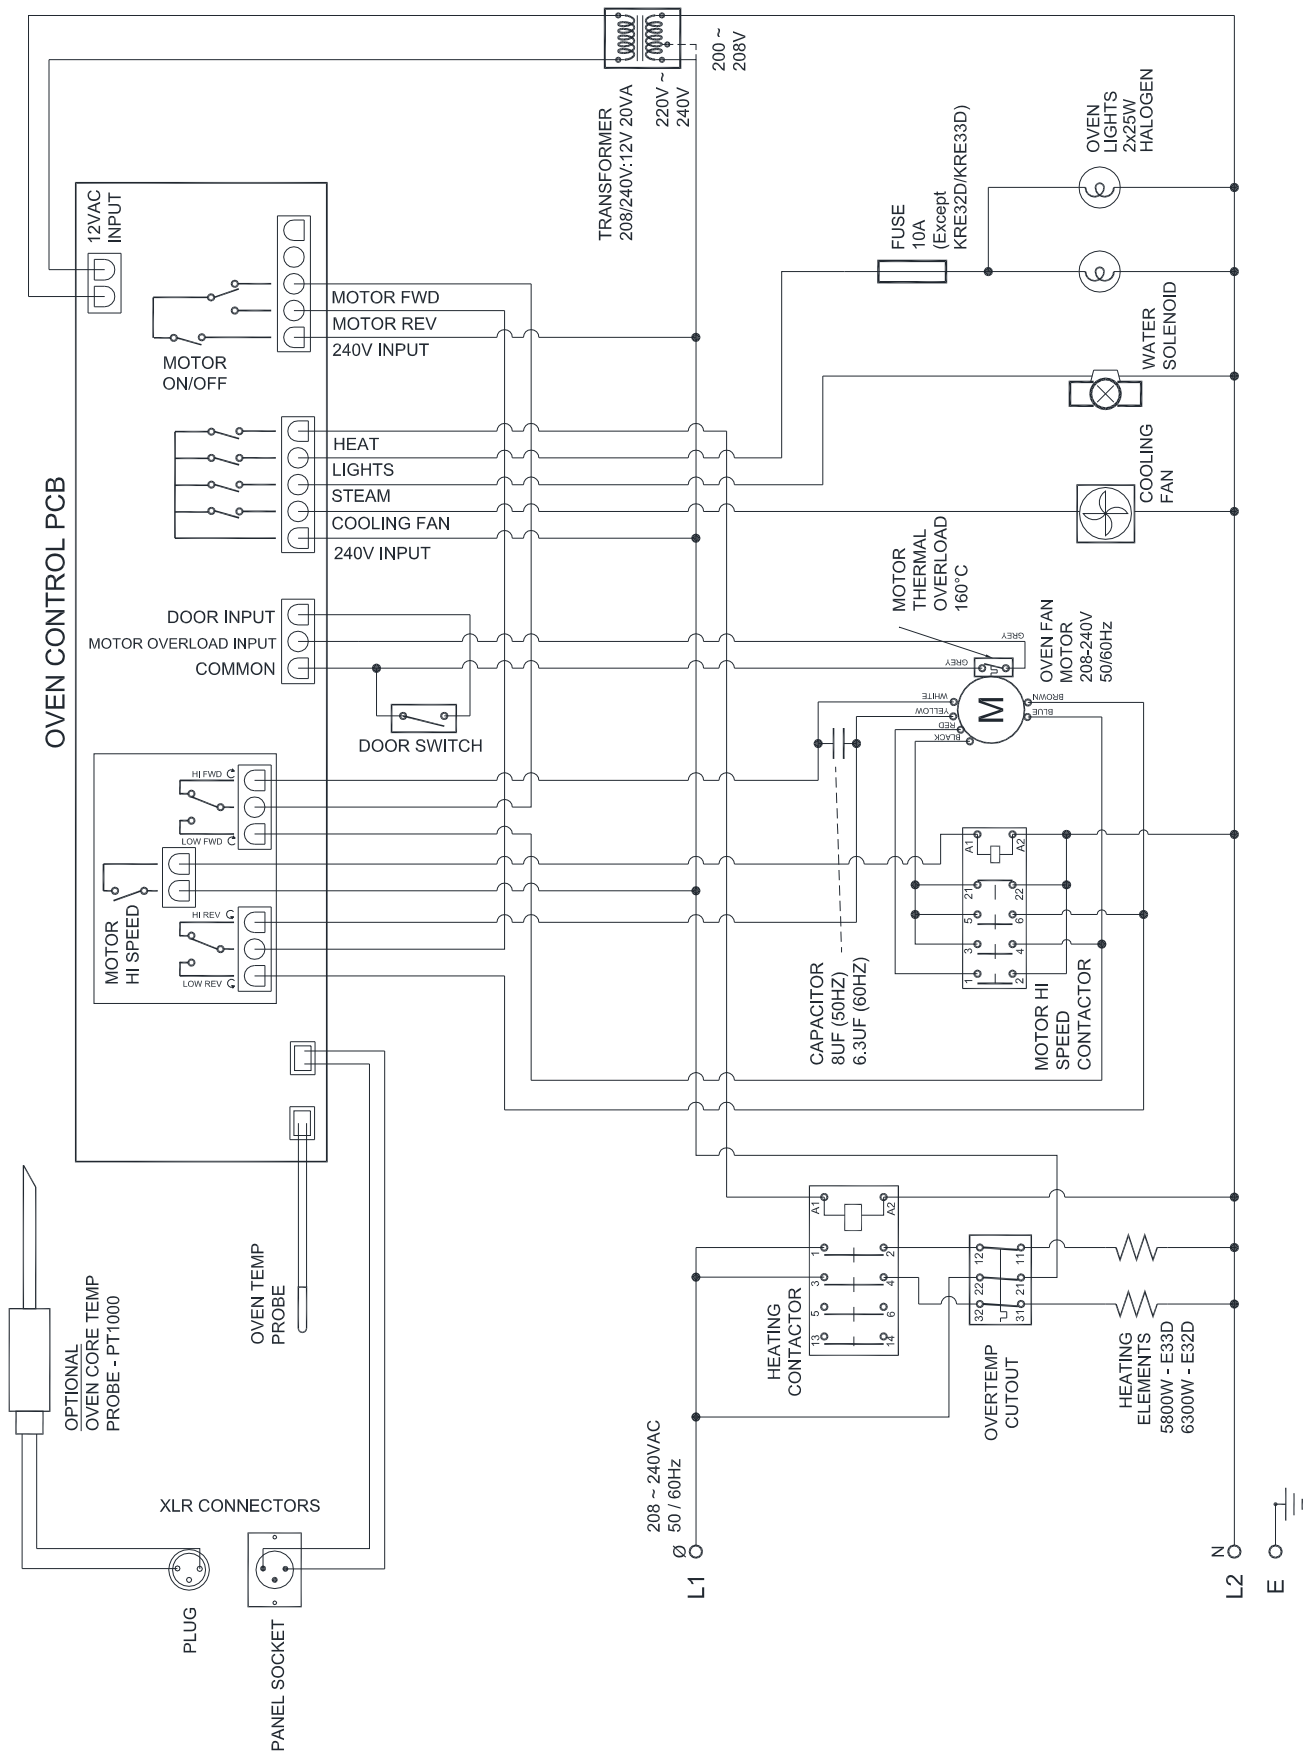 TRANSFORMER
208/240V:12V 20VA
220V ~
240V
200 ~
208V
OVEN CONTROL PCB
12VAC
INPUT
MOTOR FWD
MOTOR REV
240V INPUT
MOTOR
ON/OFF
HEAT
LIGHTS
STEAM
COOLING FAN
240V INPUT
DOOR INPUT
MOTOR OVERLOAD INPUT
COMMON
DOOR SWITCH
HI FWD
LOW FWD
MOTOR
HI SPEED
HI REV
LOW REV
FUSE
10A
(Except
KRE32D/KRE33D)
OVEN
LIGHTS
2x25W
HALOGEN
WATER
SOLENOID
COOLING
FAN
MOTOR
THERMAL
OVERLOAD
160°C
OVEN FAN
MOTOR
208-240V
50/60Hz
GREY
GREY
WHITE
YELLOW
RED
BLACK
BROWN
BLUE
M
A1
A2
21
22
5
6
3
4
1
2
MOTOR HI
SPEED
CONTACTOR
CAPACITOR
8UF (50HZ)
6.3UF (60HZ)
A1
A2
1
2
3
4
5
6
13
14
HEATING
CONTACTOR
12
11
22
21
32
31
OVERTEMP
CUTOUT
HEATING
ELEMENTS
5800W - E33D
6300W - E32D
OVEN TEMP
PROBE
OPTIONAL
OVEN CORE TEMP
PROBE - PT1000
XLR CONNECTORS
PLUG
PANEL SOCKET
208 ~ 240VAC
50 / 60Hz
Ø
L1
N
L2
E